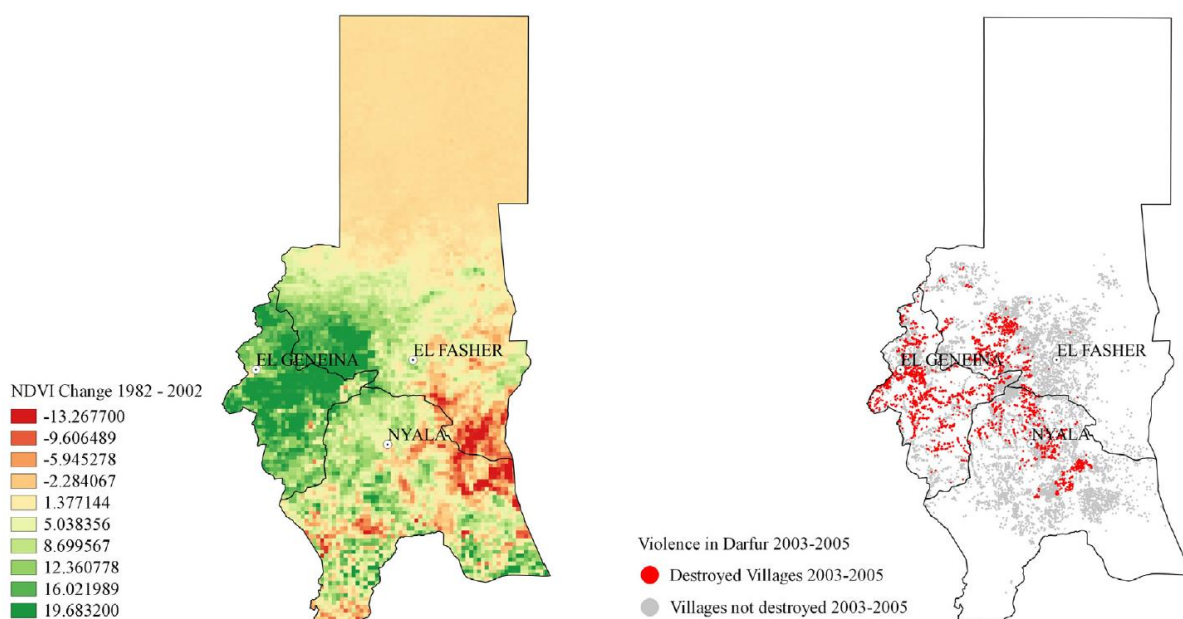 EL GENEINA
EL FASHER
NYALA
NDVI Change 1982 - 2002
-13.267700
-9.606489
-5.945278
-2.284067
1.377144
5.038356
8.699567
12.360778
16.021989
19.683200
EL GENEINA
EL FASHER
NYALA
Violence in Darfur 2003-2005
Destroyed Villages 2003-2005
Villages not destroyed 2003-2005